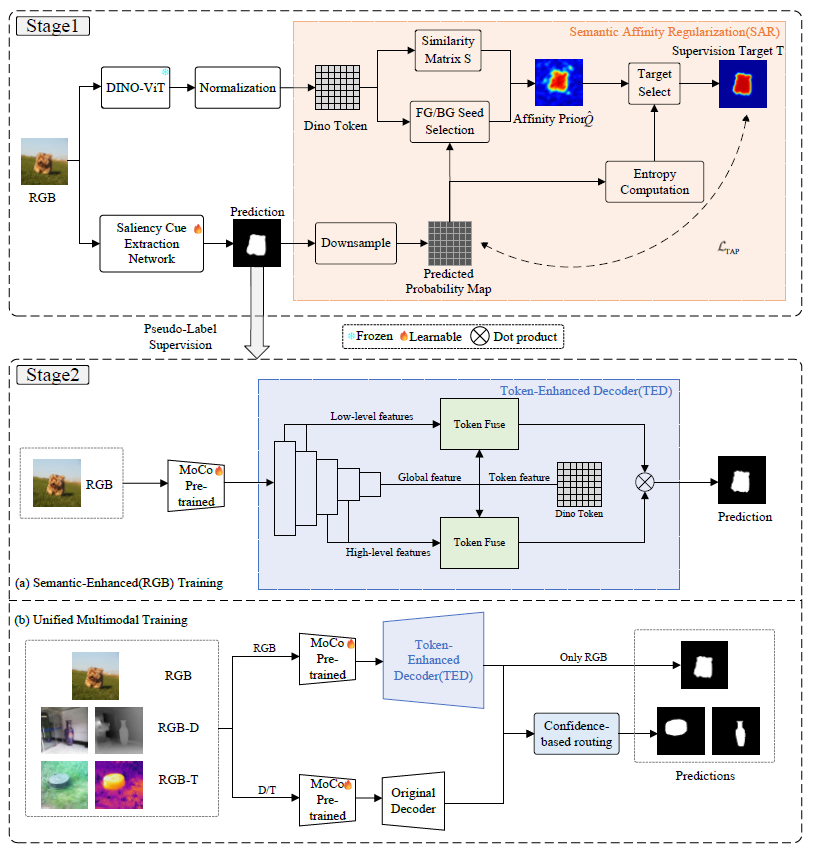 Stage1
Semantic Affinity Regularization(SAR)
Supervision Target T
DINO-ViT
Normalization
Dino Token
Similarity
Matrix S
FG/BG Seed
Selection
Affinity Prior Q̂
Target
Select
Entropy
Computation
RGB
Saliency Cue
Extraction
Network
Prediction
Downsample
Predicted
Probability Map
ℒTAP
Pseudo-Label
Supervision
Frozen
Learnable
Dot product
Stage2
Token-Enhanced Decoder(TED)
RGB
MoCo
Pre-
trained
Low-level features
Token Fuse
Global feature
Token feature
Dino Token
High-level features
Token Fuse
Prediction
(a) Semantic-Enhanced(RGB) Training
(b) Unified Multimodal Training
RGB
RGB-D
RGB-T
RGB
MoCo
Pre-
trained
Token-
Enhanced
Decoder(TED)
Only RGB
Confidence-
based routing
D/T
MoCo
Pre-
trained
Original
Decoder
Predictions